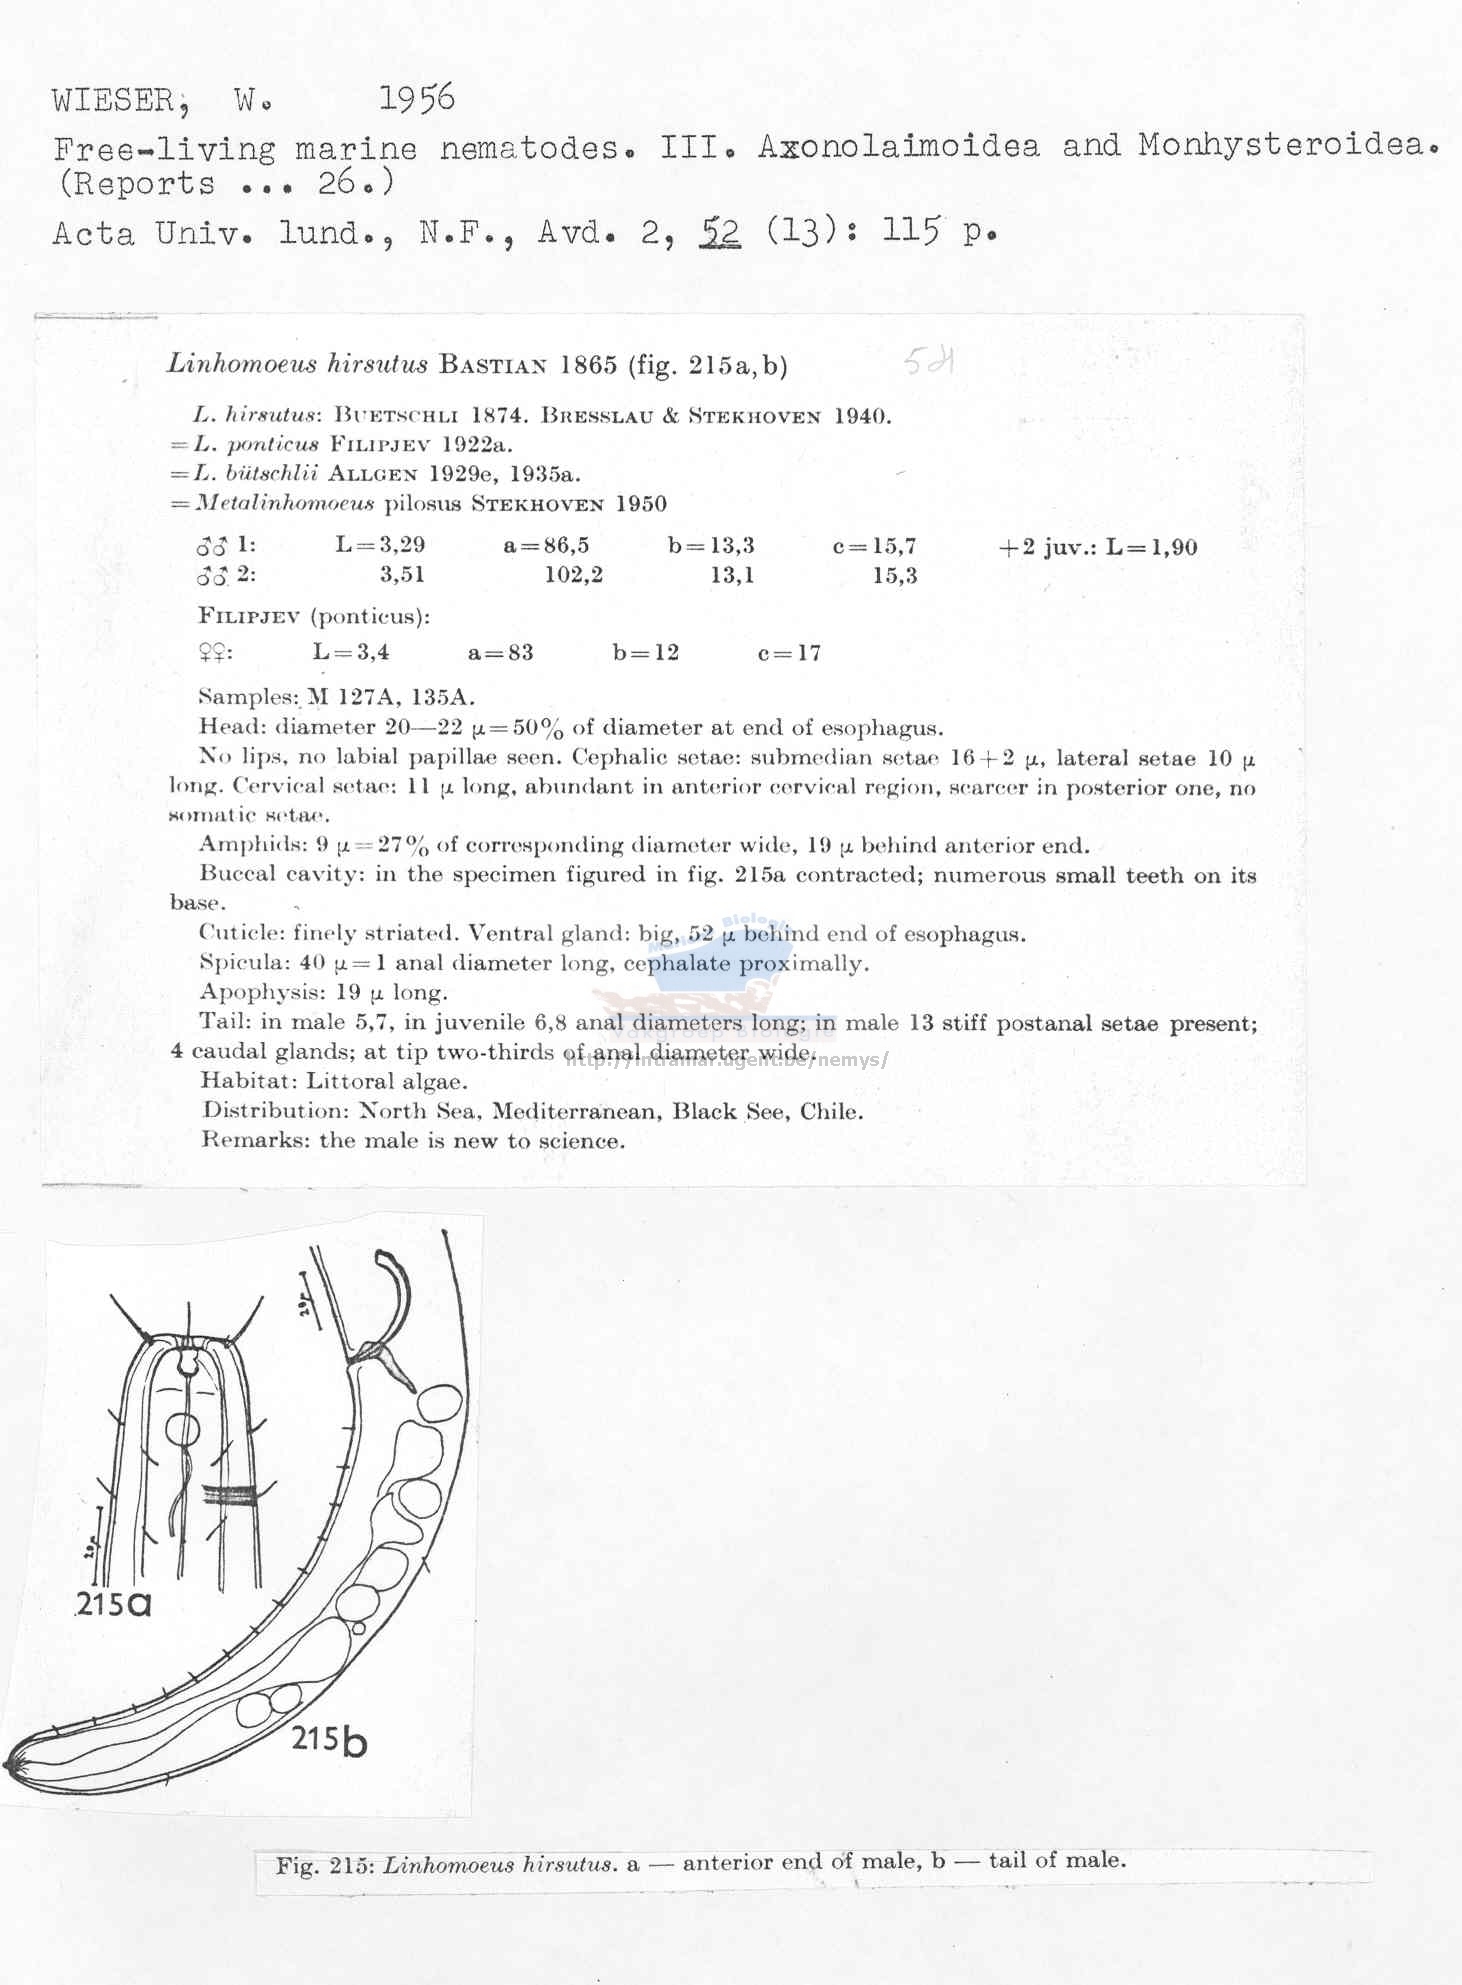 WIESER, W. 1956
Free-living marine nematodes. III. Axonolaimoidea and Monhysteroidea.
(Reports ... 26.)
Acta Univ. lund., N.F., Avd. 2, 52 (13): 115 p.
Linhomoeus hirsutus BASTIAN 1865 (fig. 215a, b)
L. hirsutus: BUETSCHLI 1874. BRESSLAU & STEKHOVEN 1940.
= L. ponticus FILIPJEV 1922a.
= L. bütschlii ALLGEN 1929e, 1935a.
= Metalinhomoeus pilosus STEKHOVEN 1950
♂♂ 1: L=3,29 a=86,5 b=13,3 c=15,7 +2 juv.: L=1,90
♂♂ 2: 3,51 102,2 13,1 15,3
FILIPJEV (ponticus):
♀♀: L=3,4 a=83 b=12 c=17
Samples: M 127A, 135A.
Head: diameter 20—22 µ=50% of diameter at end of esophagus.
No lips, no labial papillae seen. Cephalic setae: submedian setae 16+2 µ, lateral setae 10 µ
long. Cervical setae: 11 µ long, abundant in anterior cervical region, scarcer in posterior one, no
somatic setae.
Amphids: 9 µ=27% of corresponding diameter wide, 19 µ behind anterior end.
Buccal cavity: in the specimen figured in fig. 215a contracted; numerous small teeth on its
base.
Cuticle: finely striated. Ventral gland: big, 52 µ behind end of esophagus.
Spicula: 40 µ=1 anal diameter long, cephalate proximally.
Apophysis: 19 µ long.
Tail: in male 5,7, in juvenile 6,8 anal diameters long; in male 13 stiff postanal setae present;
4 caudal glands; at tip two-thirds of anal diameter wide.
Vakgroep Biologie
http://intramar.ugent.be/nemys/
Habitat: Littoral algae.
Distribution: North Sea, Mediterranean, Black See, Chile.
Remarks: the male is new to science.
20µ
20µ
215a
215b
Fig. 215: Linhomoeus hirsutus. a — anterior end of male, b — tail of male.